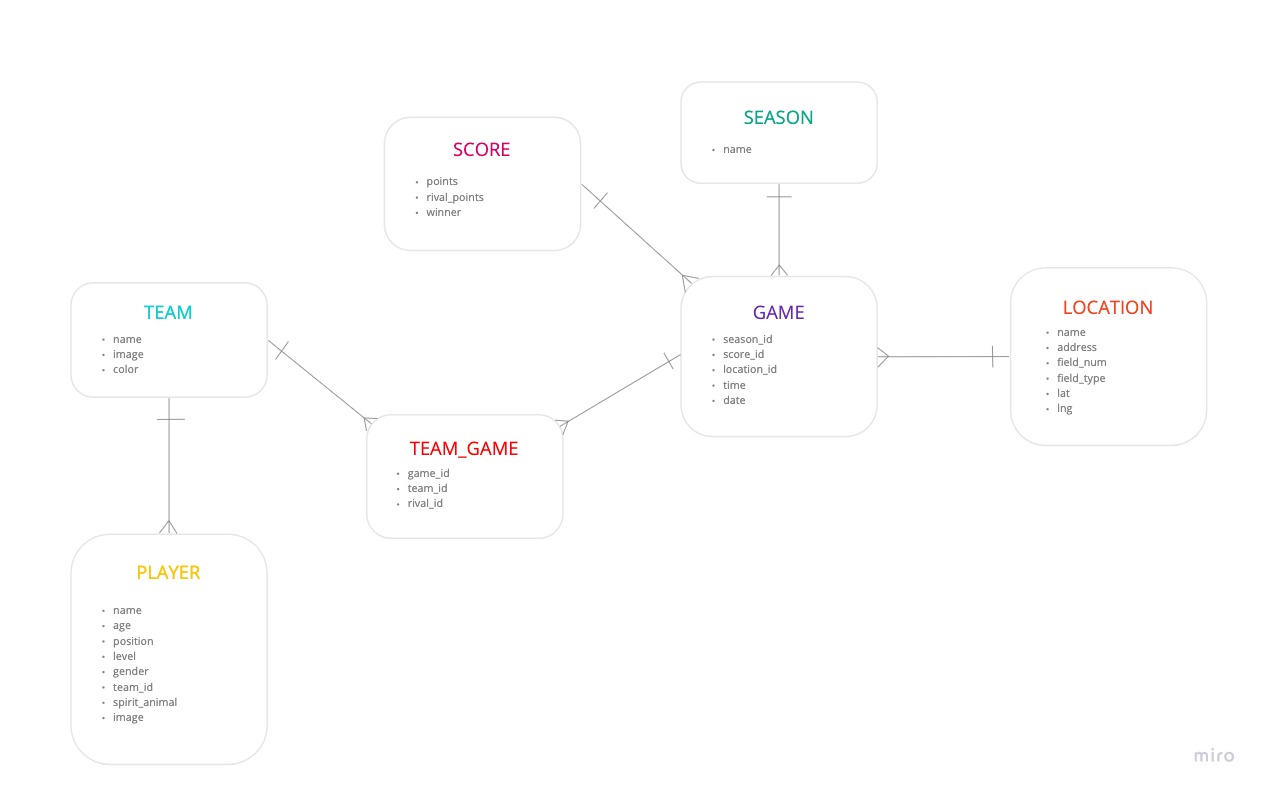 SEASON
• name
SCORE
• points
• rival_points
• winner
TEAM
• name
• image
• color
GAME
• season_id
• score_id
• location_id
• time
• date
LOCATION
• name
• address
• field_num
• field_type
• lat
• lng
TEAM_GAME
• game_id
• team_id
• rival_id
PLAYER
• name
• age
• position
• level
• gender
• team_id
• spirit_animal
• image
miro